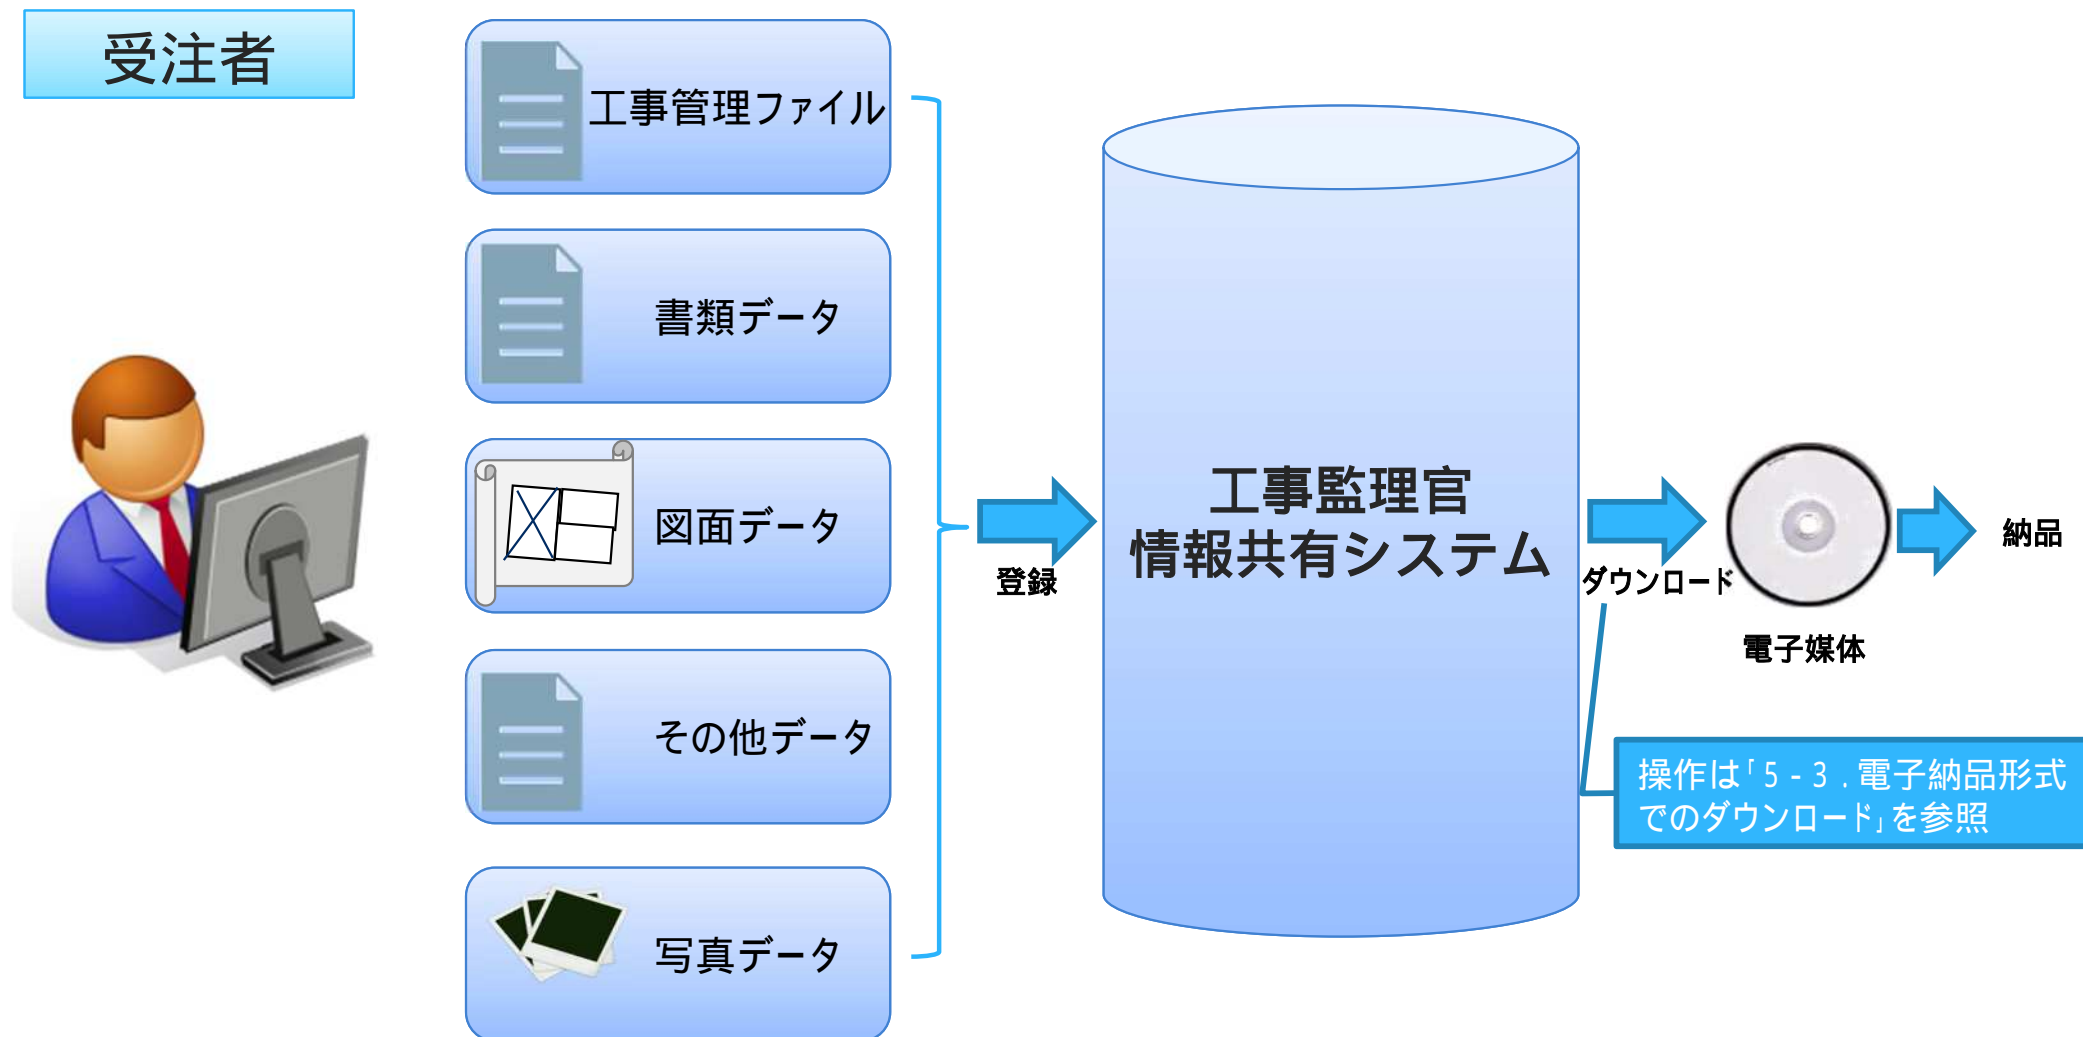 受注者
工事管理ファイル
書類データ
図面データ
その他データ
写真データ
登録
工事監理官
情報共有システム
ダウンロード
電子媒体
納品
操作は「5-3.電子納品形式
でのダウンロード」を参照